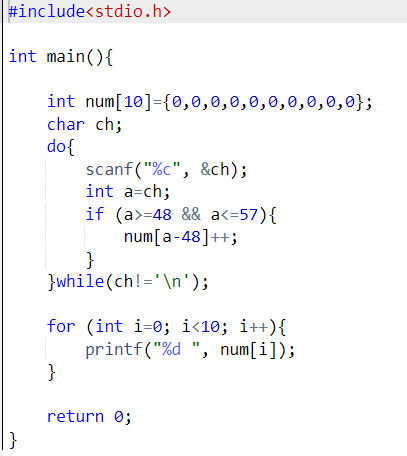 #include<stdio.h>
int main(){
int num[10]={0,0,0,0,0,0,0,0,0,0};
char ch;
do{
scanf("%c", &ch);
int a=ch;
if (a>=48 && a<=57){
num[a-48]++;
}
}while(ch!='\n');
for (int i=0; i<10; i++){
printf("%d ", num[i]);
}
return 0;
}